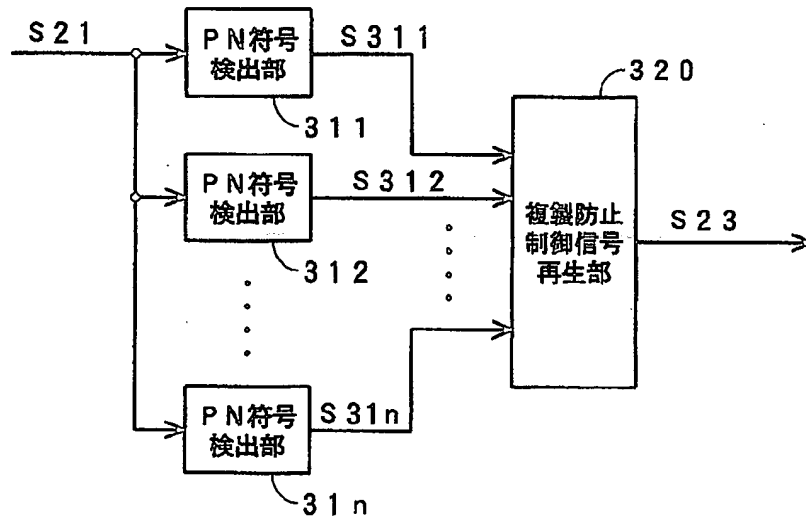 S21
PN符号
検出部
311
S311
PN符号
検出部
312
S312
PN符号
検出部
31n
S31n
320
複製防止
制御信号
再生部
S23